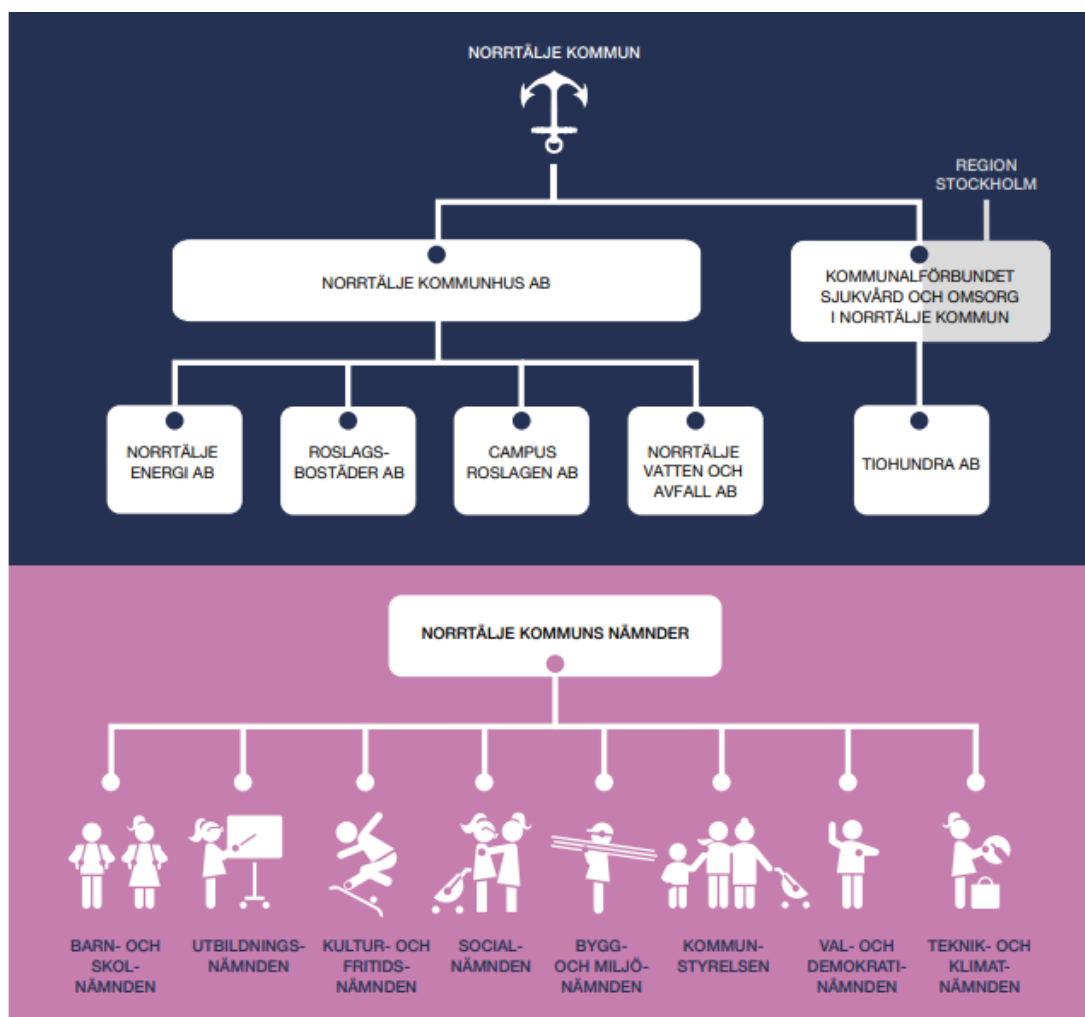 NORRTÄLJE KOMMUN
REGION
STOCKHOLM
NORRTÄLJE KOMMUNHUS AB
KOMMUNALFÖRBUNDET
SJUKVÅRD OCH OMSORG
I NORRTÄLJE KOMMUN
NORRTÄLJE
ENERGI AB
ROSLAGS-
BOSTÄDER AB
CAMPUS
ROSLAGEN AB
NORRTÄLJE
VATTEN OCH
AVFALL AB
TIOHUNDRA AB
NORRTÄLJE KOMMUNS NÄMNDER
BARN- OCH
SKOL-
NÄMNDEN
UTBILDNINGS-
NÄMNDEN
KULTUR- OCH
FRITIDS-
NÄMNDEN
SOCIAL-
NÄMNDEN
BYGG-
OCH MILJÖ-
NÄMNDEN
KOMMUN-
STYRELSEN
VAL- OCH
DEMOKRATI-
NÄMNDEN
TEKNIK- OCH
KLIMAT-
NÄMNDEN